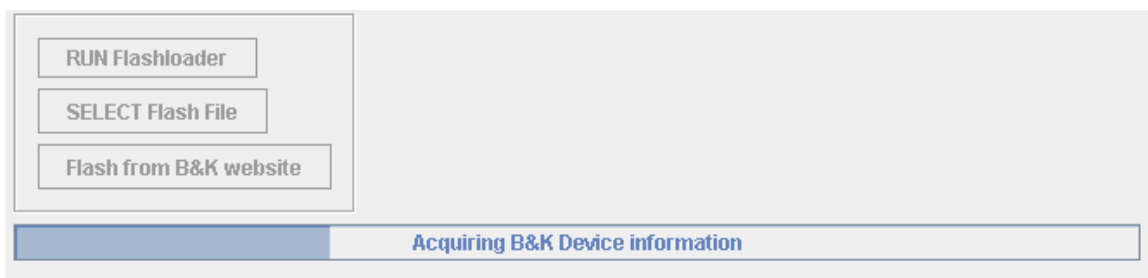 RUN Flashloader
SELECT Flash File
Flash from B&K website
Acquiring B&K Device information